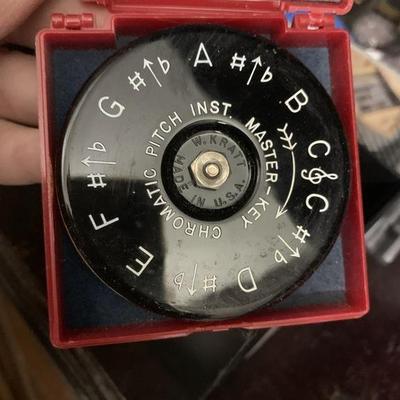 C C
♯↑♭
D
♯↑♭
E
F
♯↑♭
G
♯↑♭
A
♯↑♭
B
CHROMATIC PITCH INST. MASTER-KEY
W. KRATT
MADE IN U.S.A.